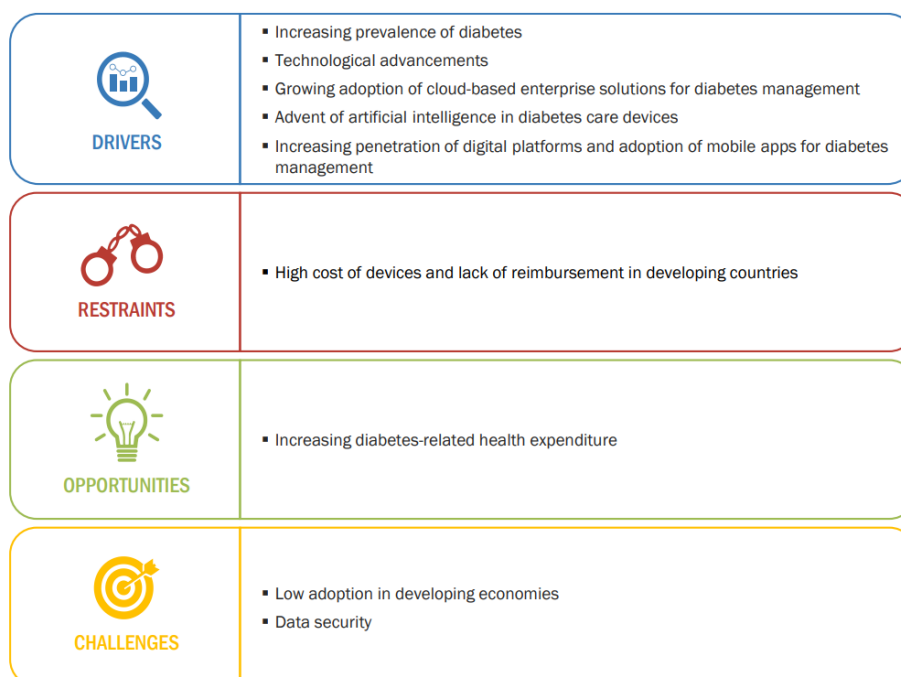 DRIVERS
▪ Increasing prevalence of diabetes
▪ Technological advancements
▪ Growing adoption of cloud-based enterprise solutions for diabetes management
▪ Advent of artificial intelligence in diabetes care devices
▪ Increasing penetration of digital platforms and adoption of mobile apps for diabetes
management
RESTRAINTS
▪ High cost of devices and lack of reimbursement in developing countries
OPPORTUNITIES
▪ Increasing diabetes-related health expenditure
CHALLENGES
▪ Low adoption in developing economies
▪ Data security